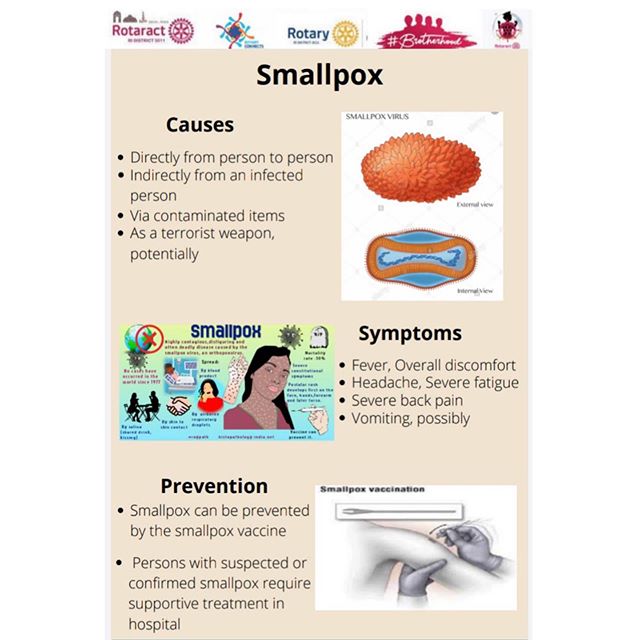 Rotaract
Rotary
#Brotherhood
Rotaract
Smallpox
Causes
• Directly from person to person
• Indirectly from an infected
person
• Via contaminated items
• As a terrorist weapon,
potentially
SMALLPOX VIRUS
External view
Internal View
Smallpox
Highly contagious, disfiguring and
often deadly disease caused by the
smallpox virus, an orthopoxvirus.
Mortality
rate 30%
No cases have
occurred in the
world since 1977
Spread:
By blood
product
Severe
constitutional
symptoms
Pustular rash
develops first on the
face, hands, forearm
and later torso.
By saliva
(shared drink,
kissing)
By skin to
skin contact
By airborne
respiratory
droplets
Vaccine can
prevent it.
histopathology-india.net
Symptoms
• Fever, Overall discomfort
• Headache, Severe fatigue
• Severe back pain
• Vomiting, possibly
Prevention
• Smallpox can be prevented
by the smallpox vaccine
• Persons with suspected or
confirmed smallpox require
supportive treatment in
hospital
Smallpox vaccination